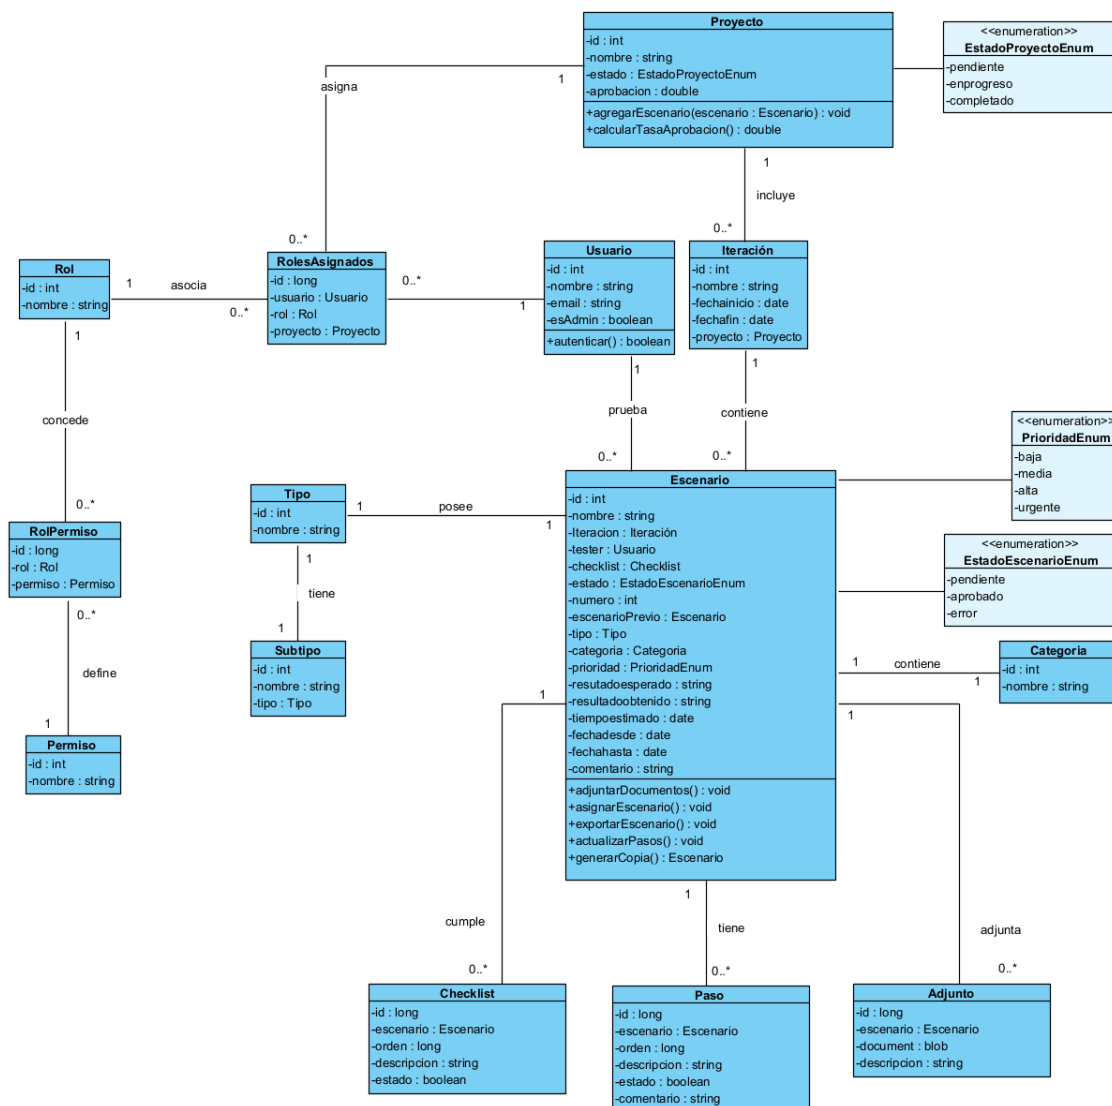 Proyecto
-id : int
-nombre : string
-estado : EstadoProyectoEnum
-aprobacion : double
+agregarEscenario(escenario : Escenario) : void
+calcularTasaAprobacion() : double
<<enumeration>>
EstadoProyectoEnum
-pendiente
-enprogreso
-completado
1
asigna
0..*
1
incluye
0..*
Rol
-id : int
-nombre : string
1
asocia
0..*
RolesAsignados
-id : long
-usuario : Usuario
-rol : Rol
-proyecto : Proyecto
0..*
1
Usuario
-id : int
-nombre : string
-email : string
-esAdmin : boolean
+autenticar() : boolean
Iteración
-id : int
-nombre : string
-fechainicio : date
-fechafin : date
-proyecto : Proyecto
1
concede
0..*
1
prueba
0..*
1
contiene
0..*
<<enumeration>>
PrioridadEnum
-baja
-media
-alta
-urgente
RolPermiso
-id : long
-rol : Rol
-permiso : Permiso
0..*
define
1
Permiso
-id : int
-nombre : string
Tipo
-id : int
-nombre : string
1
posee
1
1
tiene
1
Subtipo
-id : int
-nombre : string
-tipo : Tipo
Escenario
-id : int
-nombre : string
-Iteracion : Iteración
-tester : Usuario
-checklist : Checklist
-estado : EstadoEscenarioEnum
-numero : int
-escenarioPrevio : Escenario
-tipo : Tipo
-categoria : Categoria
-prioridad : PrioridadEnum
-resutadoesperado : string
-resultadoobtenido : string
-tiempoestimado : date
-fechadesde : date
-fechahasta : date
-comentario : string
+adjuntarDocumentos() : void
+asignarEscenario() : void
+exportarEscenario() : void
+actualizarPasos() : void
+generarCopia() : Escenario
<<enumeration>>
EstadoEscenarioEnum
-pendiente
-aprobado
-error
1
contiene
1
Categoria
-id : int
-nombre : string
1
cumple
0..*
1
tiene
0..*
1
adjunta
0..*
Checklist
-id : long
-escenario : Escenario
-orden : long
-descripcion : string
-estado : boolean
Paso
-id : long
-escenario : Escenario
-orden : long
-descripcion : string
-estado : boolean
-comentario : string
Adjunto
-id : long
-escenario : Escenario
-document : blob
-descripcion : string